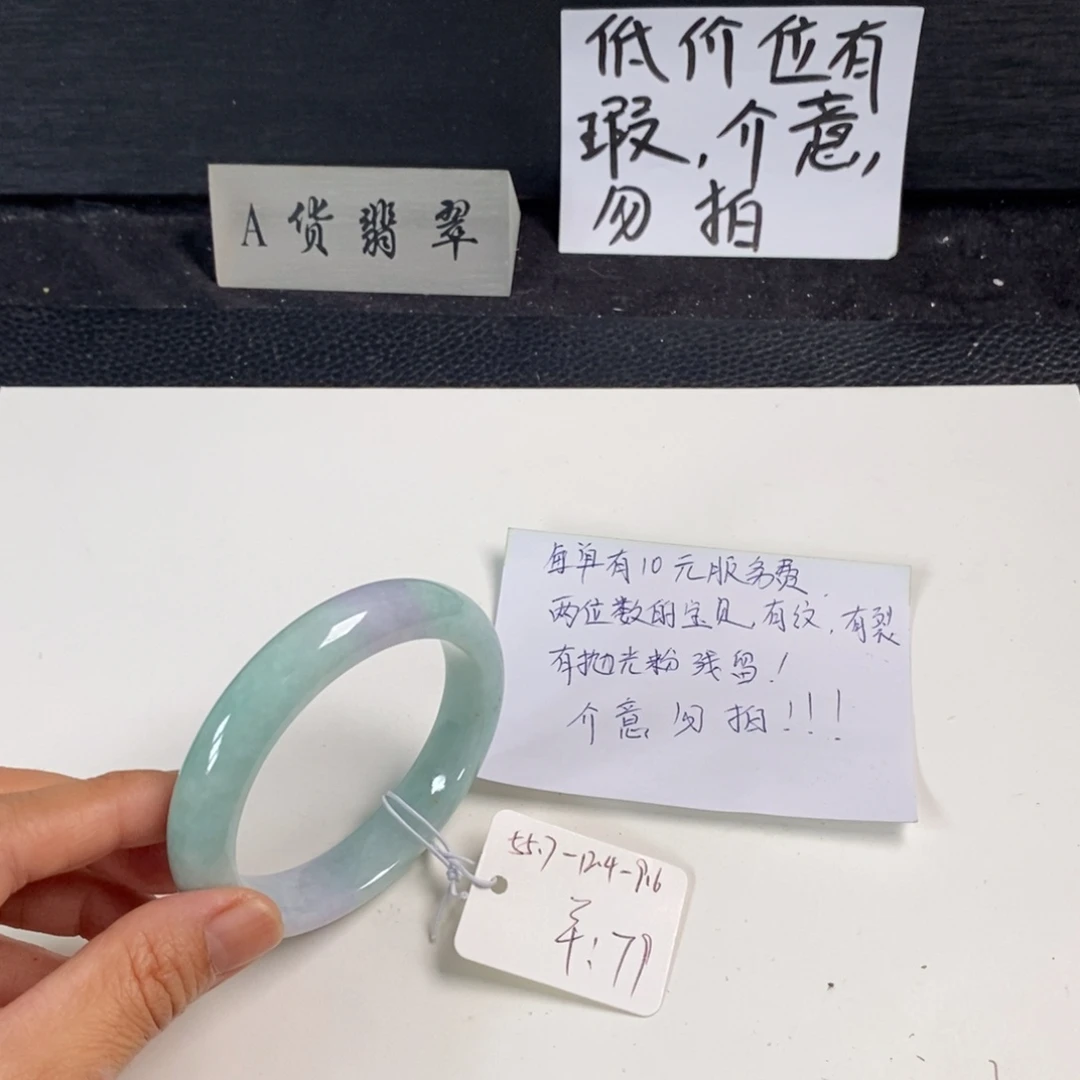 低价位有
瑕，介意，
勿拍
A货翡翠
每单有10元服务费.
两位数的宝贝,有纹,有裂
有抛光粉残留！
介意勿拍！！！
55.7-12.4-9.6
¥:79